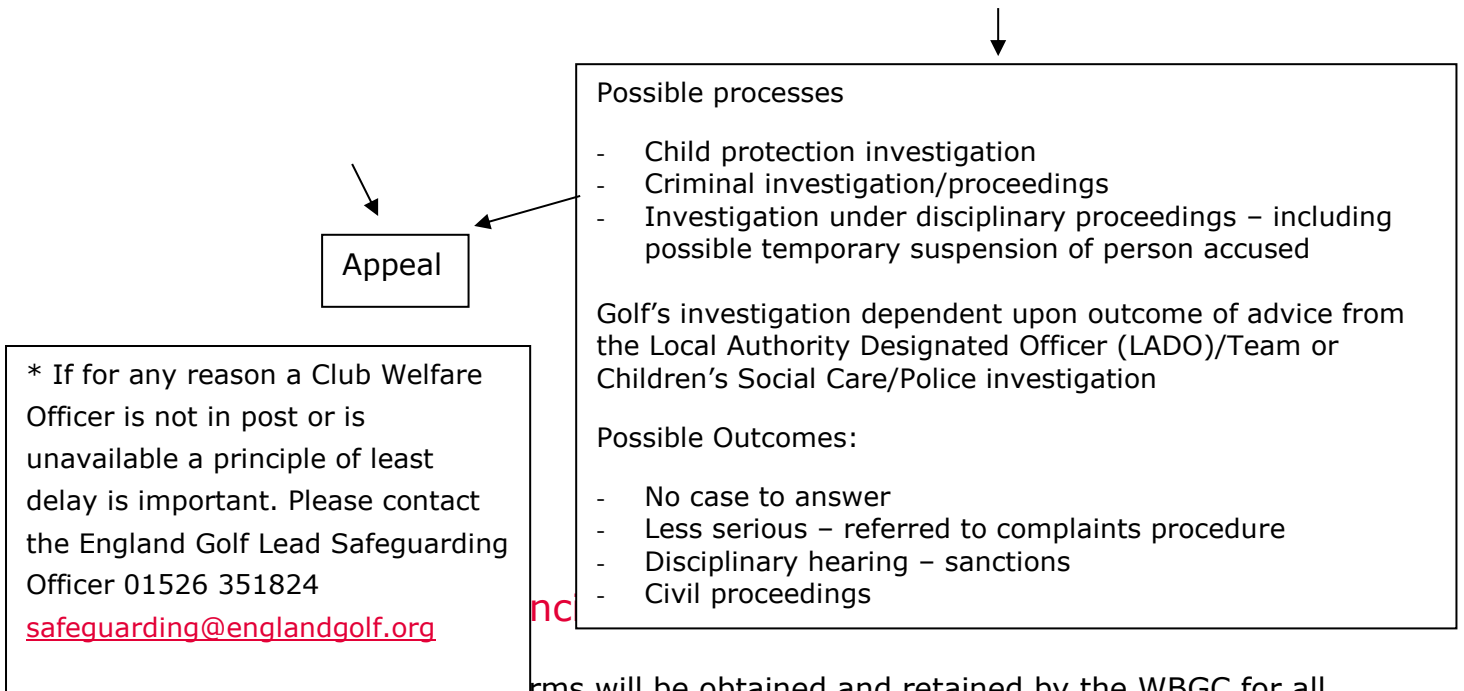 Possible processes
- Child protection investigation
- Criminal investigation/proceedings
- Investigation under disciplinary proceedings – including
possible temporary suspension of person accused
Golf’s investigation dependent upon outcome of advice from
the Local Authority Designated Officer (LADO)/Team or
Children’s Social Care/Police investigation
Possible Outcomes:
- No case to answer
- Less serious – referred to complaints procedure
- Disciplinary hearing – sanctions
- Civil proceedings
Appeal
* If for any reason a Club Welfare
Officer is not in post or is
unavailable a principle of least
delay is important. Please contact
the England Golf Lead Safeguarding
Officer 01526 351824
safeguarding@englandgolf.org
will be obtained and retained by the WBGC for all